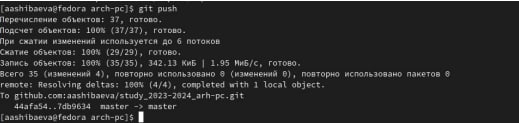 [aashibaeva@fedora arch-pc]$ git push
Перечисление объектов: 37, готово.
Подсчет объектов: 100% (37/37), готово.
При сжатии изменений используется до 6 потоков
Сжатие объектов: 100% (29/29), готово.
Запись объектов: 100% (35/35), 342.13 КиБ | 1.95 МиБ/с, готово.
Всего 35 (изменений 4), повторно использовано 0 (изменений 0), повторно использовано пакетов 0
remote: Resolving deltas: 100% (4/4), completed with 1 local object.
To github.com:aashibaeva/study_2023-2024_arh-pc.git
44afa54..7db9634 master -> master
[aashibaeva@fedora arch-pc]$